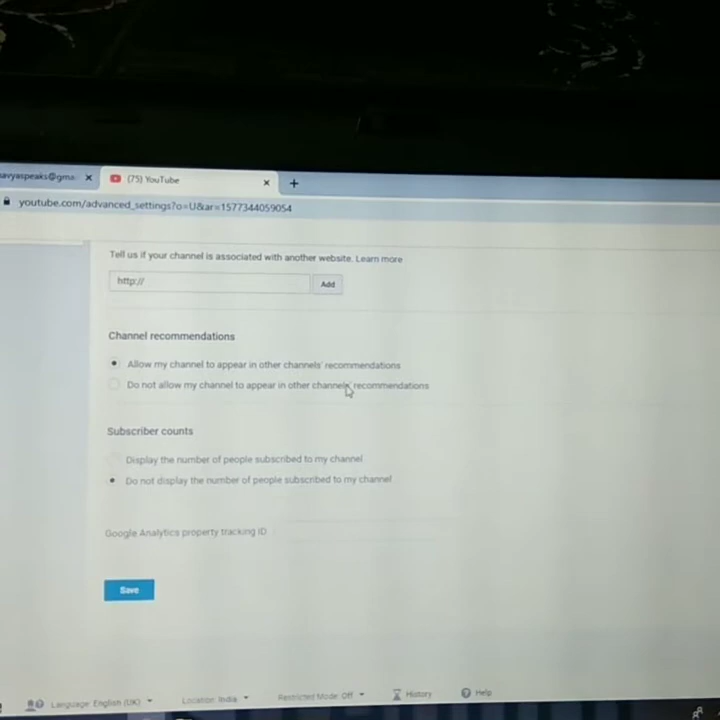 (75) YouTube
youtube.com/advanced_settings?o=U&ar=1577344059054
Tell us if your channel is associated with another website. Learn more
http://
Add
Channel recommendations
Allow my channel to appear in other channels' recommendations
Do not allow my channel to appear in other channels' recommendations
Subscriber counts
Display the number of people subscribed to my channel
Do not display the number of people subscribed to my channel
Google Analytics property tracking ID
Save
Language: English (UK) Location: India Restricted Mode: Off History Help